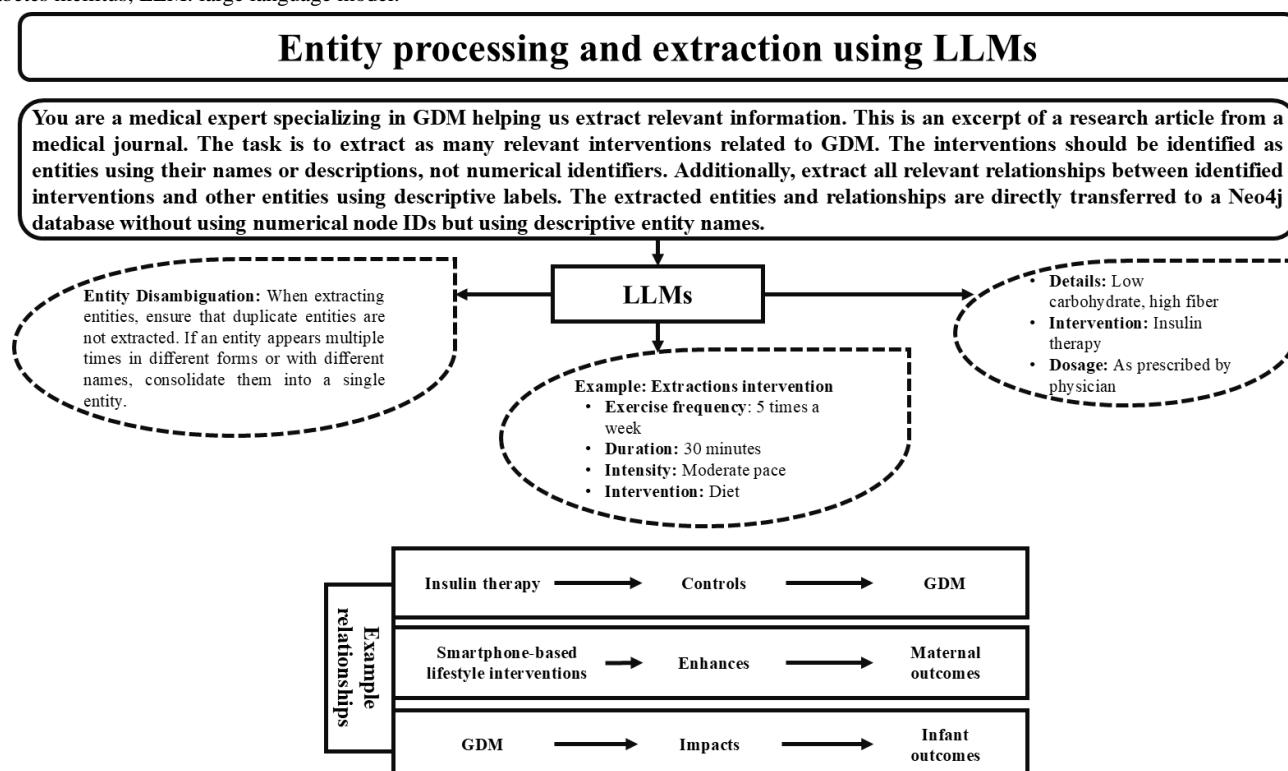 mellitus, LLM: large language model.
Entity processing and extraction using LLMs
You are a medical expert specializing in GDM helping us extract relevant information. This is an excerpt of a research article from a
medical journal. The task is to extract as many relevant interventions related to GDM. The interventions should be identified as
entities using their names or descriptions, not numerical identifiers. Additionally, extract all relevant relationships between identified
interventions and other entities using descriptive labels. The extracted entities and relationships are directly transferred to a Neo4j
database without using numerical node IDs but using descriptive entity names.
LLMs
Entity Disambiguation: When extracting
entities, ensure that duplicate entities are
not extracted. If an entity appears multiple
times in different forms or with different
names, consolidate them into a single
entity.
Example: Extractions intervention
• Exercise frequency: 5 times a
week
• Duration: 30 minutes
• Intensity: Moderate pace
• Intervention: Diet
• Details: Low
carbohydrate, high fiber
• Intervention: Insulin
therapy
• Dosage: As prescribed by
physician
Example
relationships
Insulin therapy Controls GDM
Smartphone-based
lifestyle interventions
Enhances
Maternal
outcomes
GDM Impacts
Infant
outcomes